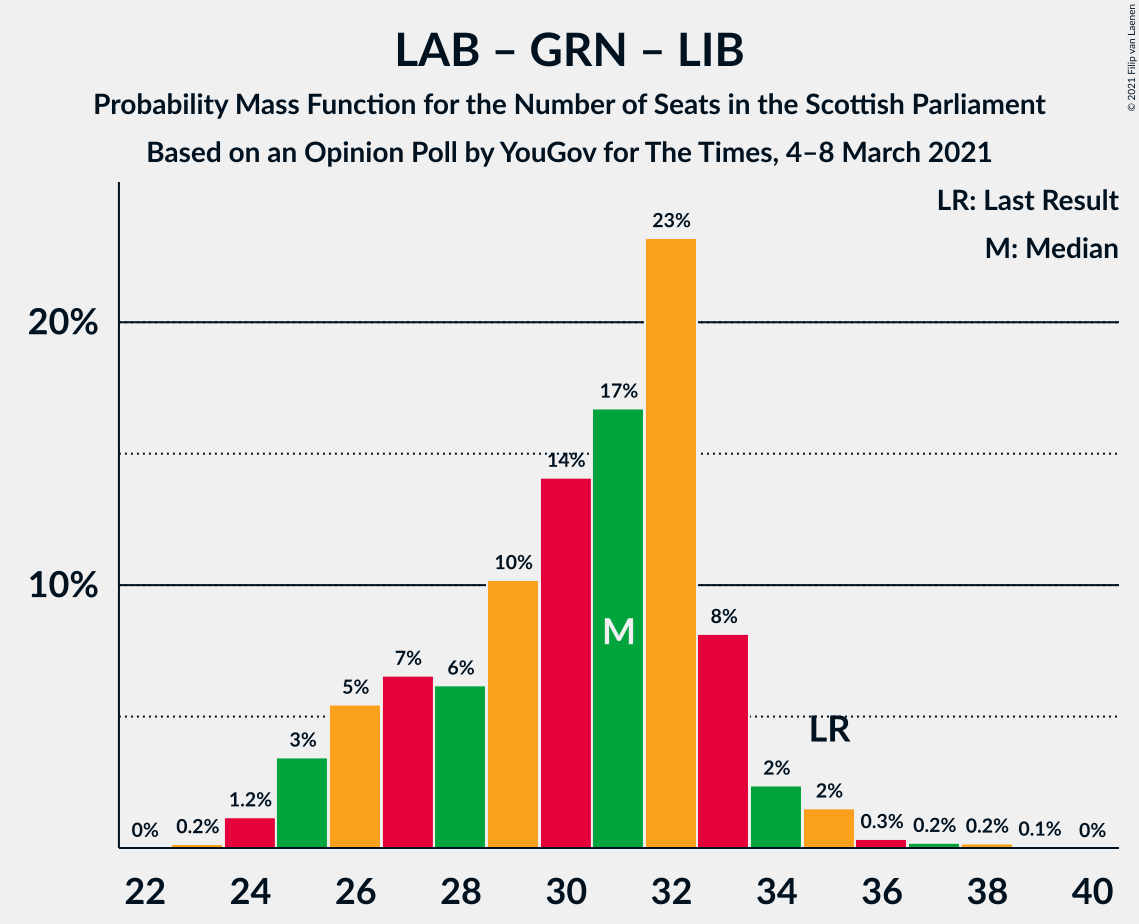 LAB – GRN – LIB
Probability Mass Function for the Number of Seats in the Scottish Parliament
Based on an Opinion Poll by YouGov for The Times, 4–8 March 2021
© 2021 Filip van Laenen
LR: Last Result
M: Median
20%
10%
0%
0.2%
1.2%
3%
5%
7%
6%
10%
14%
17%
23%
8%
2%
2%
0.3%
0.2%
0.2%
0.1%
0%
M
LR
22 24 26 28 30 32 34 36 38 40